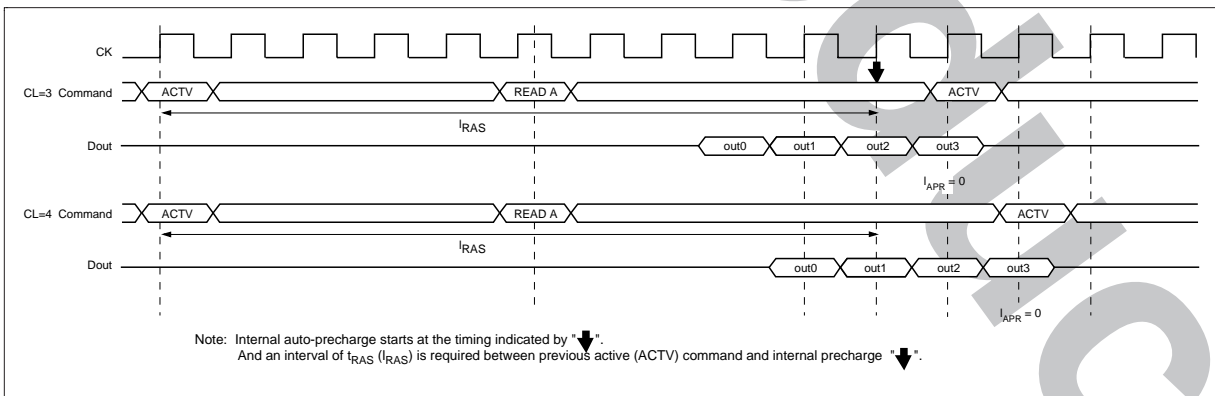 CK
CL=3 Command ACTV READ A ACTV
lRAS
Dout out0 out1 out2 out3
lAPR = 0
CL=4 Command ACTV READ A ACTV
lRAS
Dout out0 out1 out2 out3
lAPR = 0
Note: Internal auto-precharge starts at the timing indicated by " ".
And an interval of tRAS (lRAS) is required between previous active (ACTV) command and internal precharge " ".